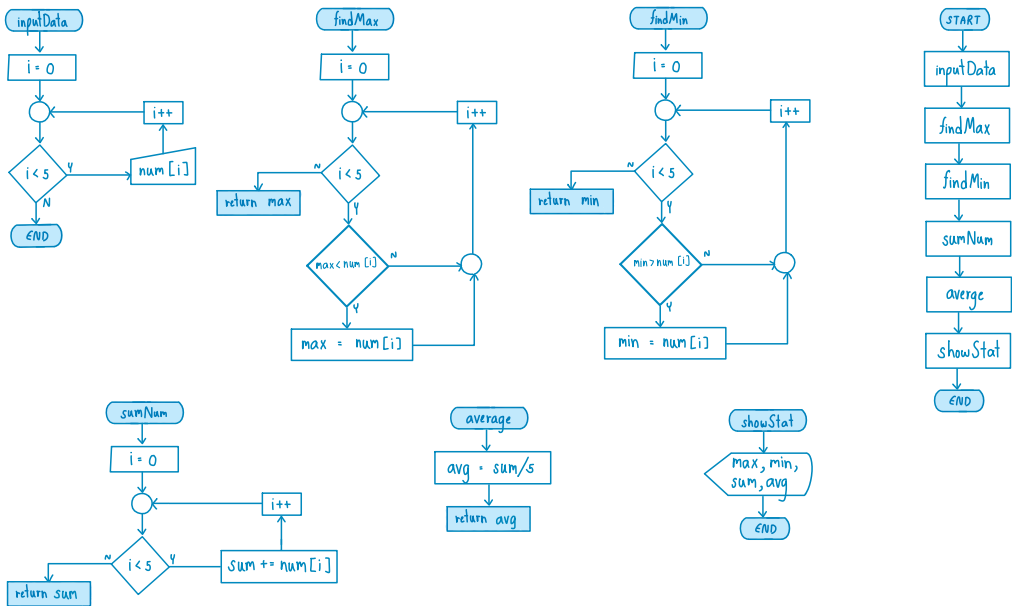 inputData
i = 0
i++
i < 5
Y
num [i]
N
END
findMax
i = 0
i++
N
i < 5
return max
Y
max < num [i]
N
Y
max = num[i]
findMin
i = 0
i++
N
i < 5
return min
Y
min > num [i]
N
Y
min = num[i]
START
inputData
findMax
findMin
sumNum
averge
showStat
END
sumNum
i = 0
i++
N
i < 5
Y
sum += num[i]
return sum
average
avg = sum/5
return avg
showStat
max, min,
sum, avg
END